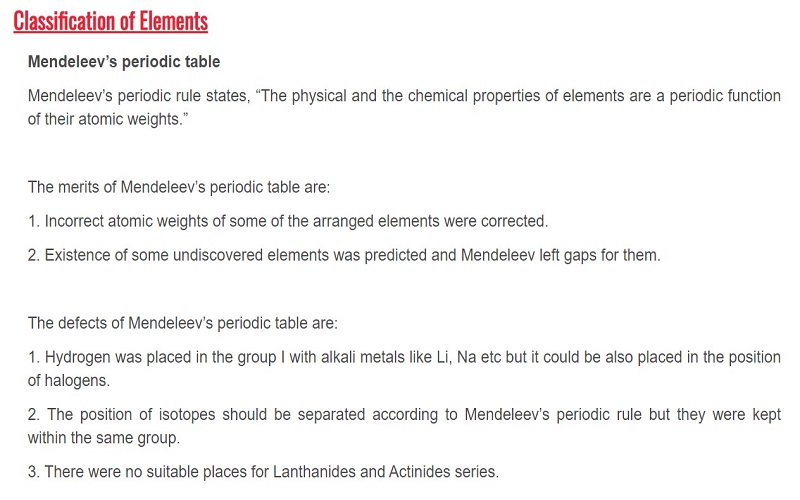 Classification of Elements
Mendeleev’s periodic table
Mendeleev’s periodic rule states, “The physical and the chemical properties of elements are a periodic function
of their atomic weights.”
The merits of Mendeleev’s periodic table are:
1. Incorrect atomic weights of some of the arranged elements were corrected.
2. Existence of some undiscovered elements was predicted and Mendeleev left gaps for them.
The defects of Mendeleev’s periodic table are:
1. Hydrogen was placed in the group I with alkali metals like Li, Na etc but it could be also placed in the position
of halogens.
2. The position of isotopes should be separated according to Mendeleev’s periodic rule but they were kept
within the same group.
3. There were no suitable places for Lanthanides and Actinides series.